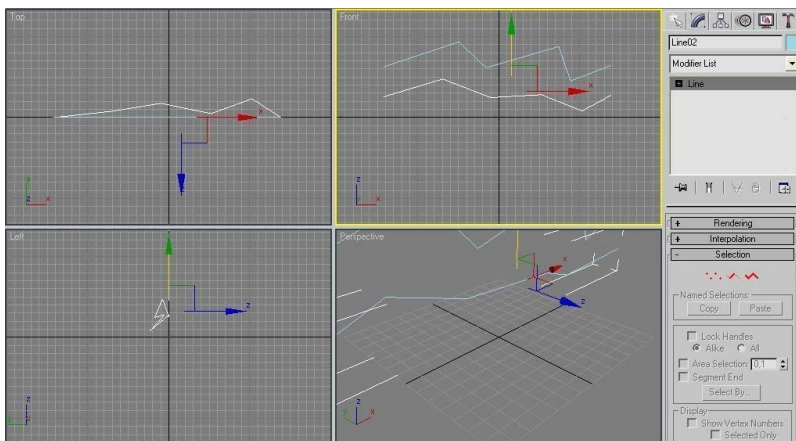 Top
Front
Left
Perspective
x
x
z
x
z
y
z
x
z
x
z
y
z
y
x
Line02
Modifier List
Line
+ Rendering
+ Interpolation
- Selection
Named Selections:
Copy Paste
Lock Handles
Alike All
Area Selection: 0,1
Segment End
Select By...
Display
Show Vertex Numbers
Selected Only